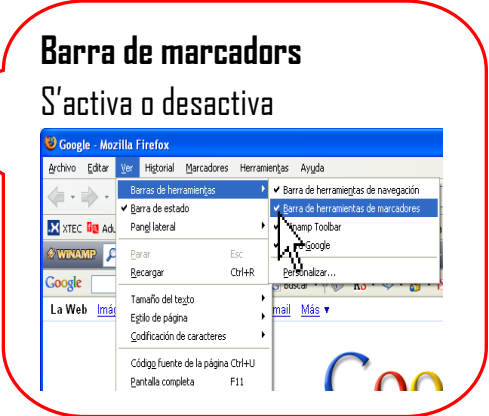 Barra de marcadors
S'activa o desactiva
Google - Mozilla Firefox
Archivo Editar Ver Historial Marcadores Herramientas Ayuda
Barras de herramientas
Barra de herramientas de navegación
Barra de estado
Barra de herramientas de marcadores
XTEC
Panel lateral
Toolbar
WINAMP
Parar Esc
Google
Recargar Ctrl+R
Personalizar...
Google
Buscar
La Web
Tamaño del texto
Más
Estilo de página
Codificación de caracteres
Código fuente de la página Ctrl+U
Pantalla completa F11